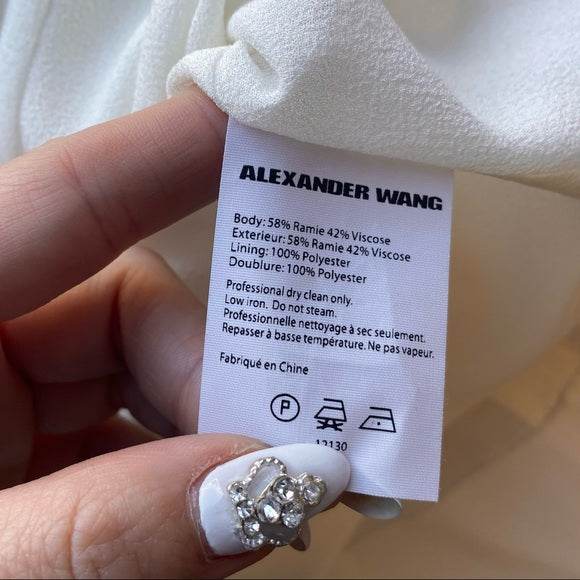 ALEXANDER WANG
Body: 58% Ramie 42% Viscose
Exterieur: 58% Ramie 42% Viscose
Lining: 100% Polyester
Doublure: 100% Polyester
Professional dry clean only.
Low iron. Do not steam.
Professionnelle nettoyage à sec seulement.
Repasser à basse température. Ne pas vapeur.
Fabriqué en Chine
P
12130